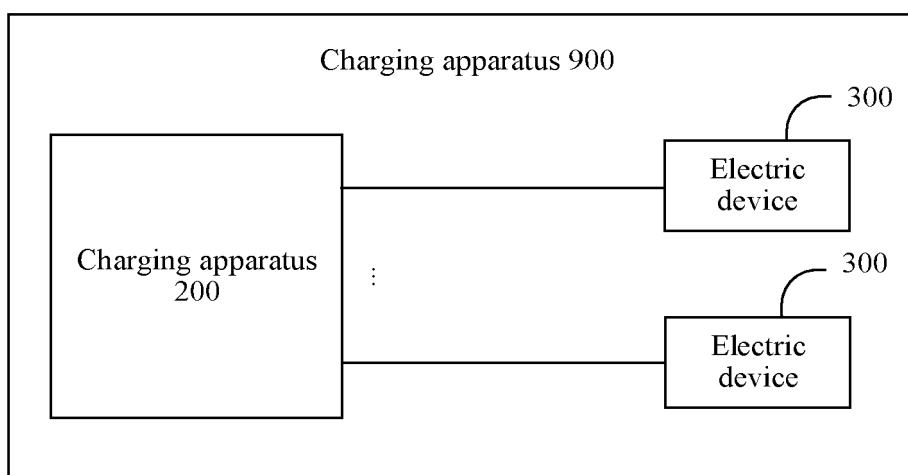 Charging apparatus 900
300
Electric
device
Charging apparatus
200
⋮
300
Electric
device